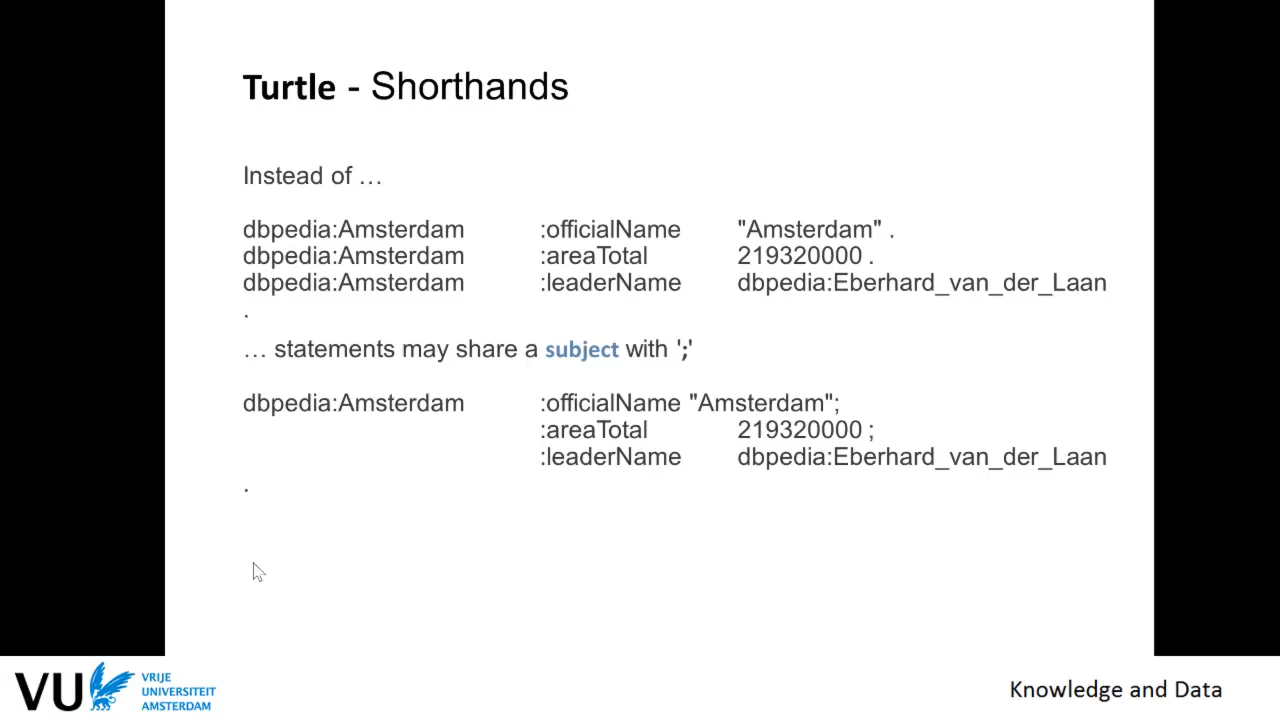 Turtle - Shorthands
Instead of …
dbpedia:Amsterdam :officialName "Amsterdam" .
dbpedia:Amsterdam :areaTotal 219320000 .
dbpedia:Amsterdam :leaderName dbpedia:Eberhard_van_der_Laan
.
… statements may share a subject with ';'
dbpedia:Amsterdam :officialName "Amsterdam";
:areaTotal 219320000 ;
:leaderName dbpedia:Eberhard_van_der_Laan
.
VU VRIJE
UNIVERSITEIT
AMSTERDAM
Knowledge and Data